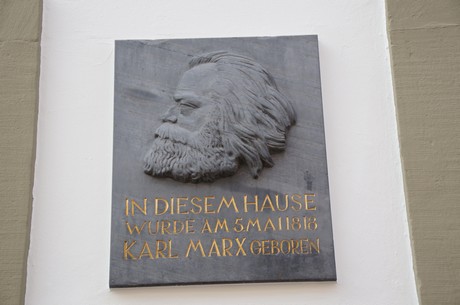 IN DIESEM HAUSE
WURDE AM 5.MAI 1818
KARL MARX GEBOREN